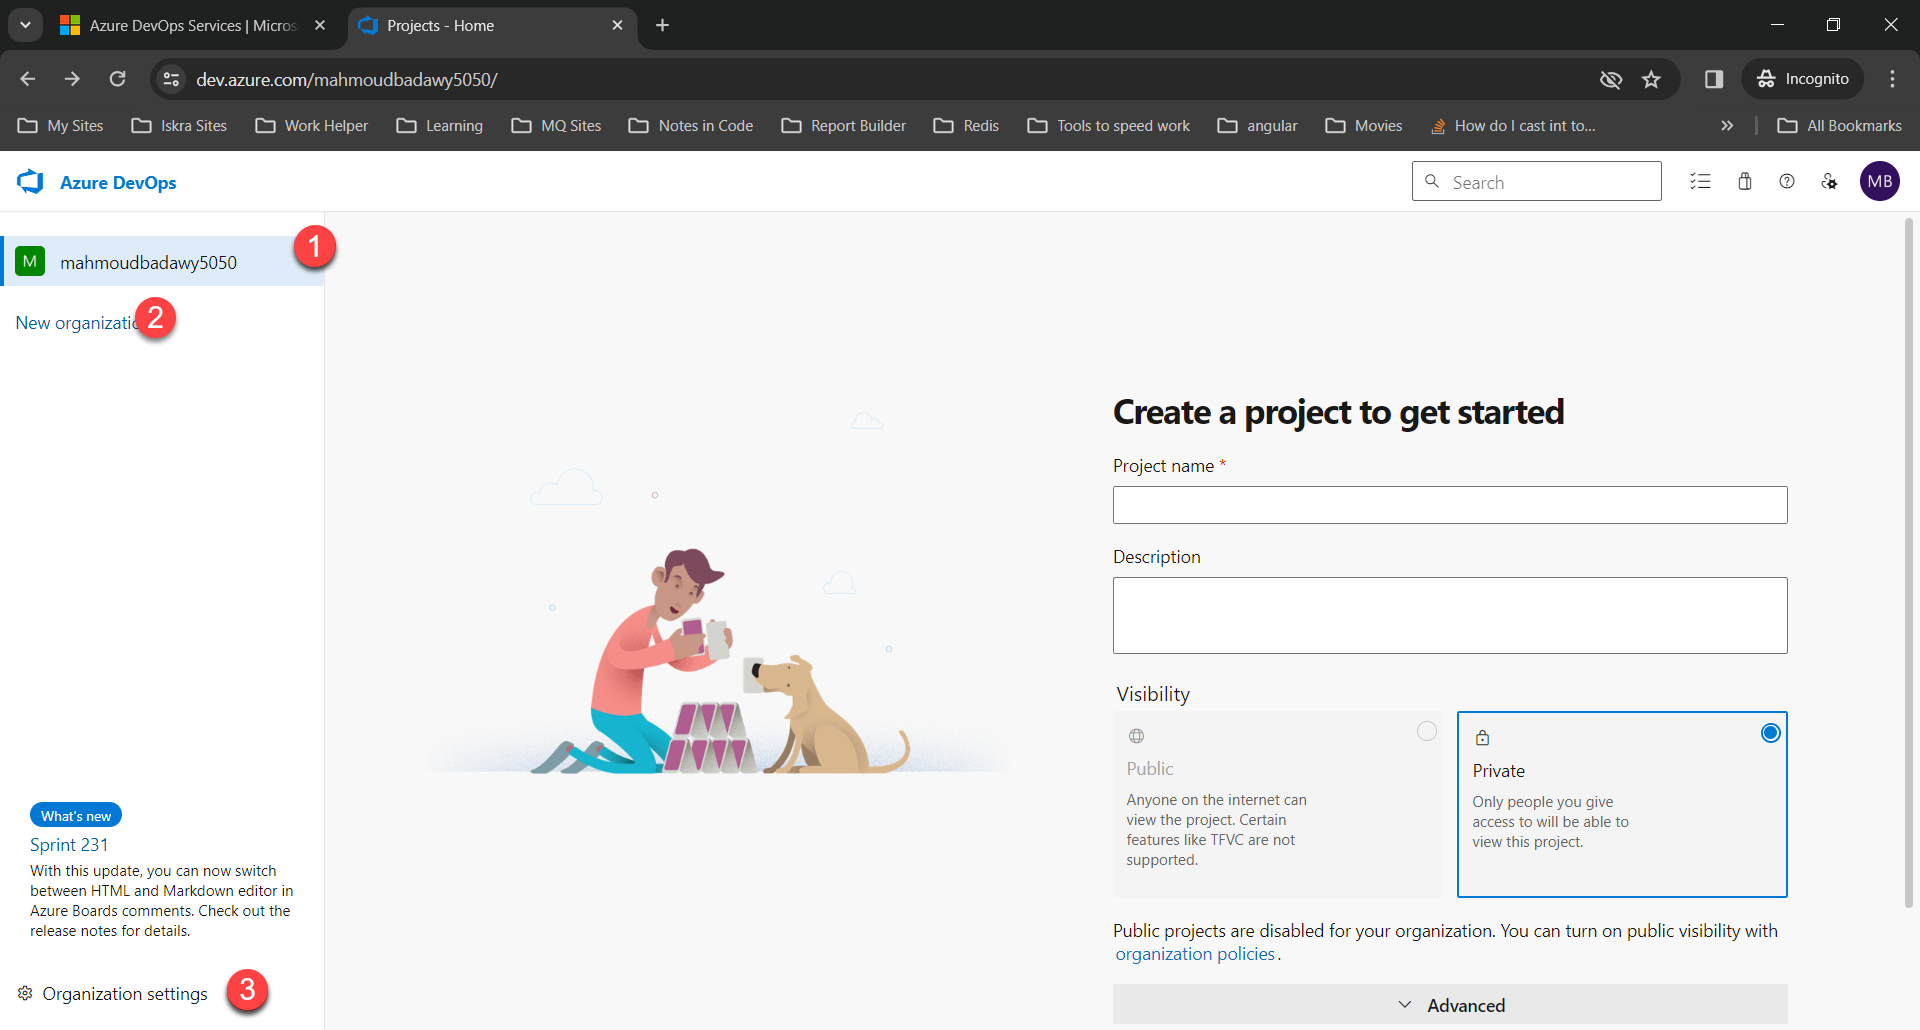 Azure DevOps Services | Micros
Projects - Home
dev.azure.com/mahmoudbadawy5050/
Incognito
My Sites
Iskra Sites
Work Helper
Learning
MQ Sites
Notes in Code
Report Builder
Redis
Tools to speed work
angular
Movies
How do I cast int to...
All Bookmarks
Azure DevOps
Search
MB
M
mahmoudbadawy5050
1
New organizatio
2
What's new
Sprint 231
With this update, you can now switch
between HTML and Markdown editor in
Azure Boards comments. Check out the
release notes for details.
Organization settings
3
Create a project to get started
Project name *
Description
Visibility
Public
Anyone on the internet can
view the project. Certain
features like TFVC are not
supported.
Private
Only people you give
access to will be able to
view this project.
Public projects are disabled for your organization. You can turn on public visibility with
organization policies.
Advanced